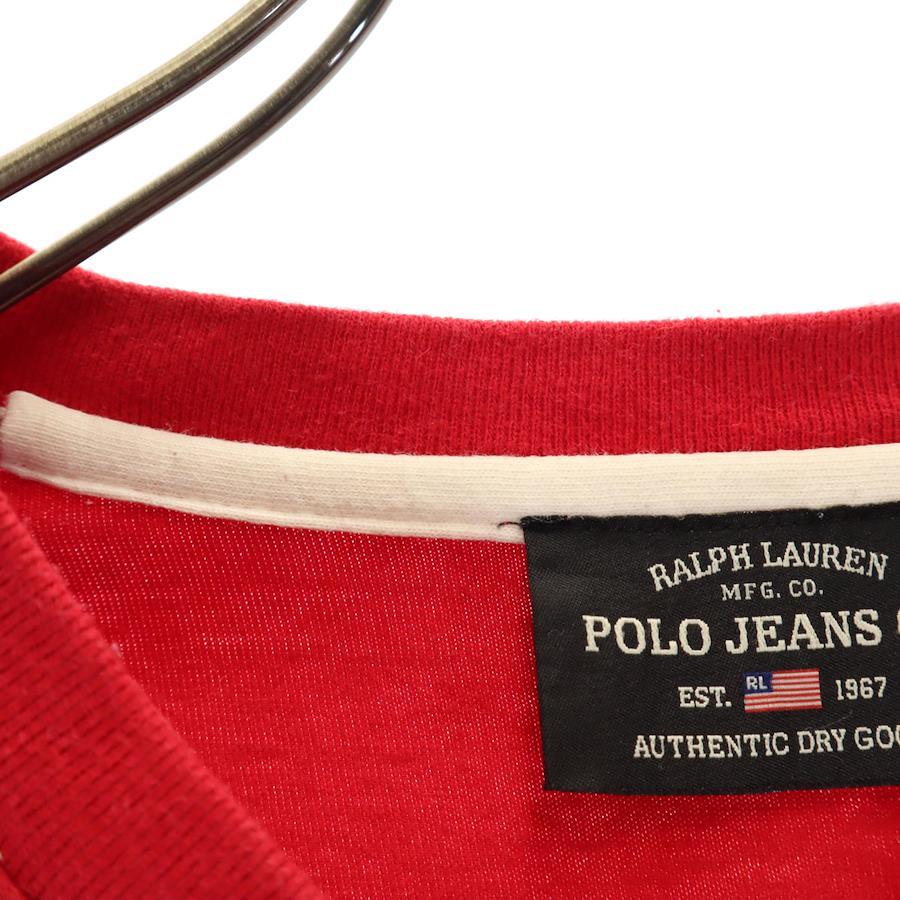 RALPH LAUREN
MFG. CO.
POLO JEANS
EST. RL 1967
AUTHENTIC DRY